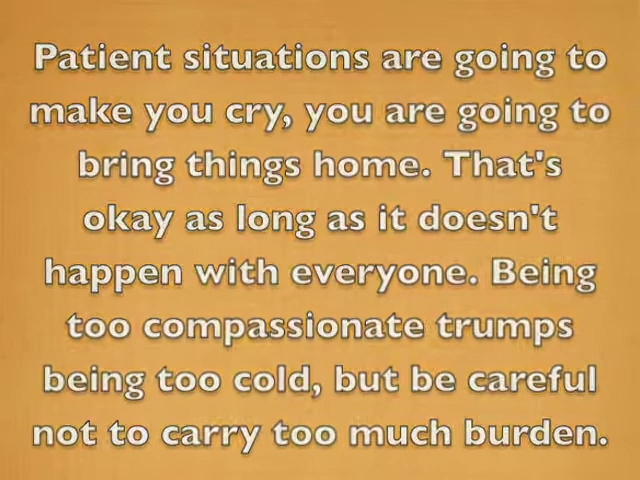 Patient situations are going to
make you cry, you are going to
bring things home. That's
okay as long as it doesn't
happen with everyone. Being
too compassionate trumps
being too cold, but be careful
not to carry too much burden.